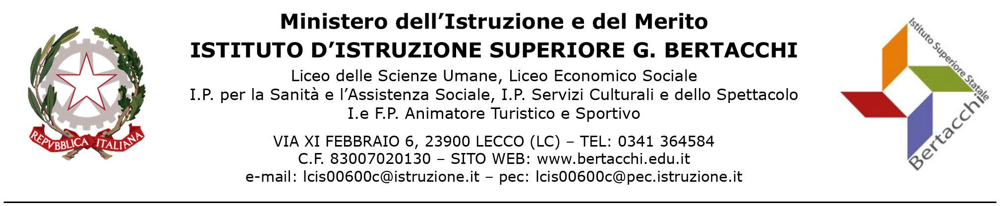 Ministero dell’Istruzione e del Merito
ISTITUTO D’ISTRUZIONE SUPERIORE G. BERTACCHI
Liceo delle Scienze Umane, Liceo Economico Sociale
I.P. per la Sanità e l’Assistenza Sociale, I.P. Servizi Culturali e dello Spettacolo
I.e F.P. Animatore Turistico e Sportivo
VIA XI FEBBRAIO 6, 23900 LECCO (LC) – TEL: 0341 364584
C.F. 83007020130 – SITO WEB: www.bertacchi.edu.it
e-mail: lcis00600c@istruzione.it – pec: lcis00600c@pec.istruzione.it
REPVBBLICA ITALIANA
Istituto Superiore Statale
Bertacchi